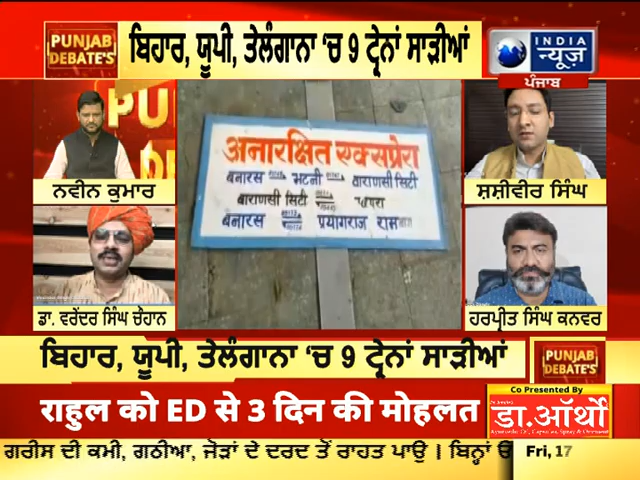 PUNJAB
DEBATE'S
ਬਿਹਾਰ, ਯੂਪੀ, ਤੇਲੰਗਾਨਾ 'ਚ 9 ਟ੍ਰੇਨਾਂ ਸਾੜੀਆਂ
INDIA
न्यूज़
ਪੰਜਾਬ
ਨਵੀਨ ਕੁਮਾਰ
ਸ਼ਸ਼ੀਵੀਰ ਸਿੰਘ
अनारक्षित एक्सप्रेस
बनारस भटनी वाराणसी सिटी
वाराणसी सिटी छपरा
बनारस प्रयागराज राम
ਡਾ. ਵਰੇਂਦਰ ਸਿੰਘ ਚੌਹਾਨ
ਹਰਪ੍ਰੀਤ ਸਿੰਘ ਕਨਵਰ
ਬਿਹਾਰ, ਯੂਪੀ, ਤੇਲੰਗਾਨਾ 'ਚ 9 ਟ੍ਰੇਨਾਂ ਸਾੜੀਆਂ
PUNJAB
DEBATE'S
राहुल को ED से 3 दिन की मोहलत
Co Presented By
डा.ऑर्थो
ਗਰੀਸ ਦੀ ਕਮੀ, ਗਠੀਆ, ਜੋੜਾਂ ਦੇ ਦਰਦ ਤੋਂ ਰਾਹਤ ਪਾਉ । ਬਿਨ੍ਹਾਂ
Fri, 17